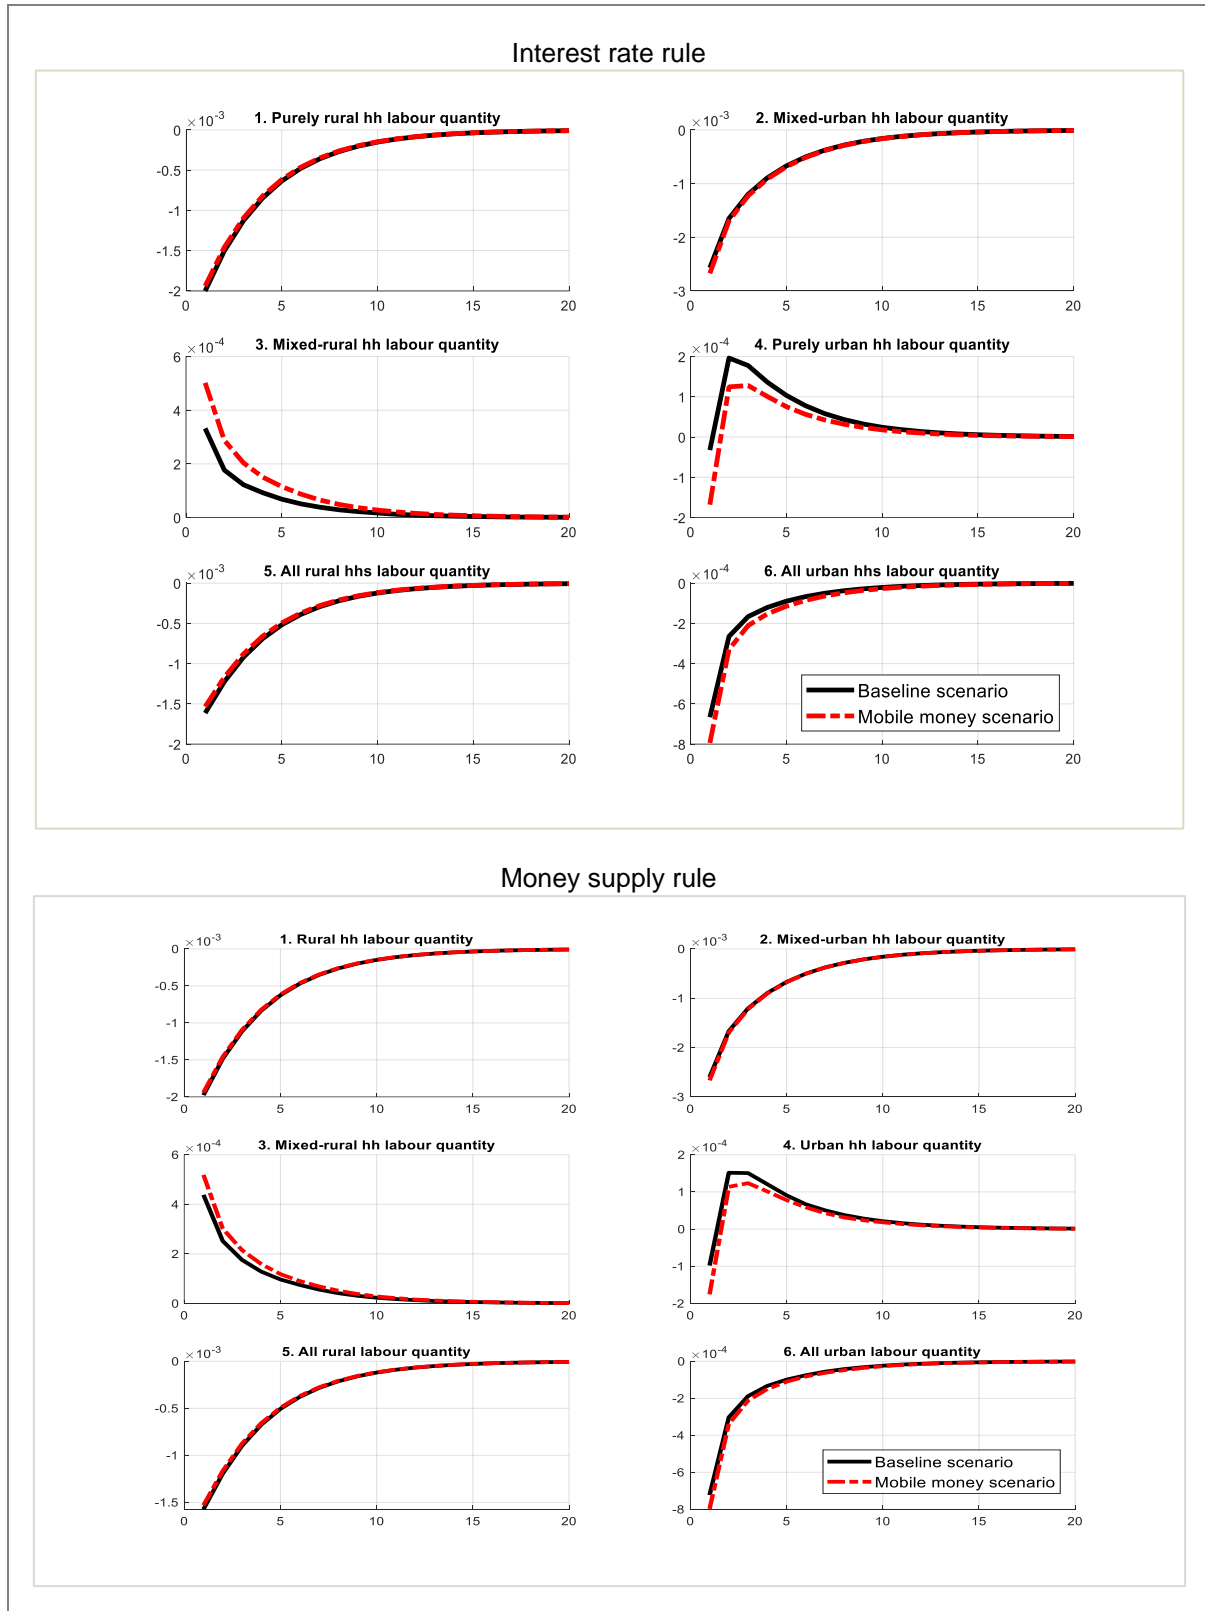 Interest rate rule
1. Purely rural hh labour quantity
×10⁻³
0
-0.5
-1
-1.5
-2
0 5 10 15 20
2. Mixed-urban hh labour quantity
×10⁻³
0
-1
-2
-3
0 5 10 15 20
3. Mixed-rural hh labour quantity
×10⁻⁴
6
4
2
0
0 5 10 15 20
4. Purely urban hh labour quantity
×10⁻⁴
2
1
0
-1
-2
0 5 10 15 20
5. All rural hhs labour quantity
×10⁻³
0
-0.5
-1
-1.5
-2
0 5 10 15 20
6. All urban hhs labour quantity
×10⁻⁴
0
-2
-4
-6
-8
0 5 10 15 20
Baseline scenario
Mobile money scenario
Money supply rule
1. Rural hh labour quantity
×10⁻³
0
-0.5
-1
-1.5
-2
0 5 10 15 20
2. Mixed-urban hh labour quantity
×10⁻³
0
-1
-2
-3
0 5 10 15 20
3. Mixed-rural hh labour quantity
×10⁻⁴
6
4
2
0
0 5 10 15 20
4. Urban hh labour quantity
×10⁻⁴
2
1
0
-1
-2
0 5 10 15 20
5. All rural labour quantity
×10⁻³
0
-0.5
-1
-1.5
0 5 10 15 20
6. All urban labour quantity
×10⁻⁴
0
-2
-4
-6
-8
0 5 10 15 20
Baseline scenario
Mobile money scenario